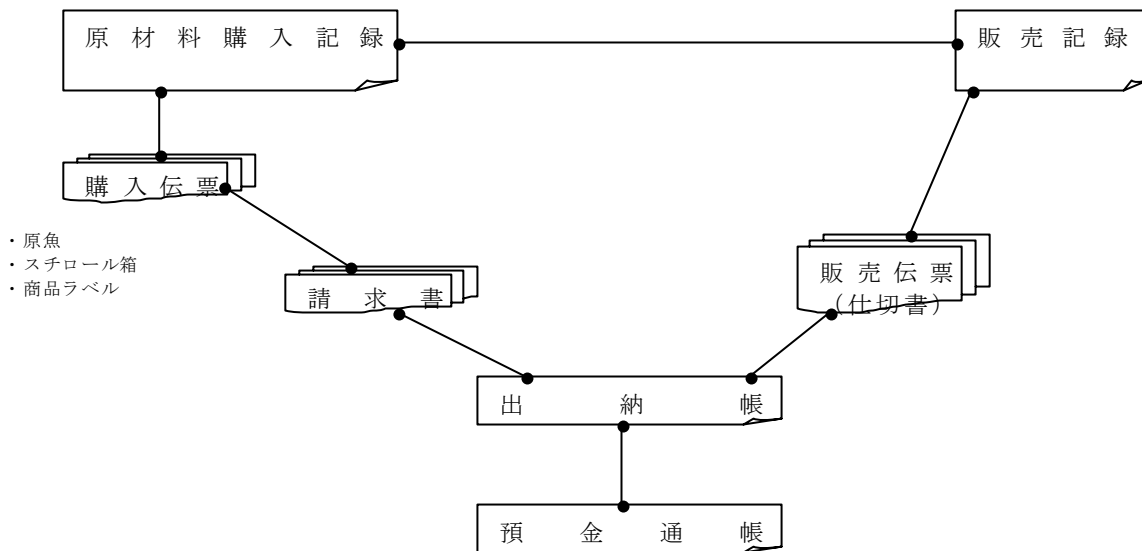 原材料購入記録
販売記録
購入伝票
・原魚
・スチロール箱
・商品ラベル
販売伝票
（仕切書）
請求書
出納帳
預金通帳